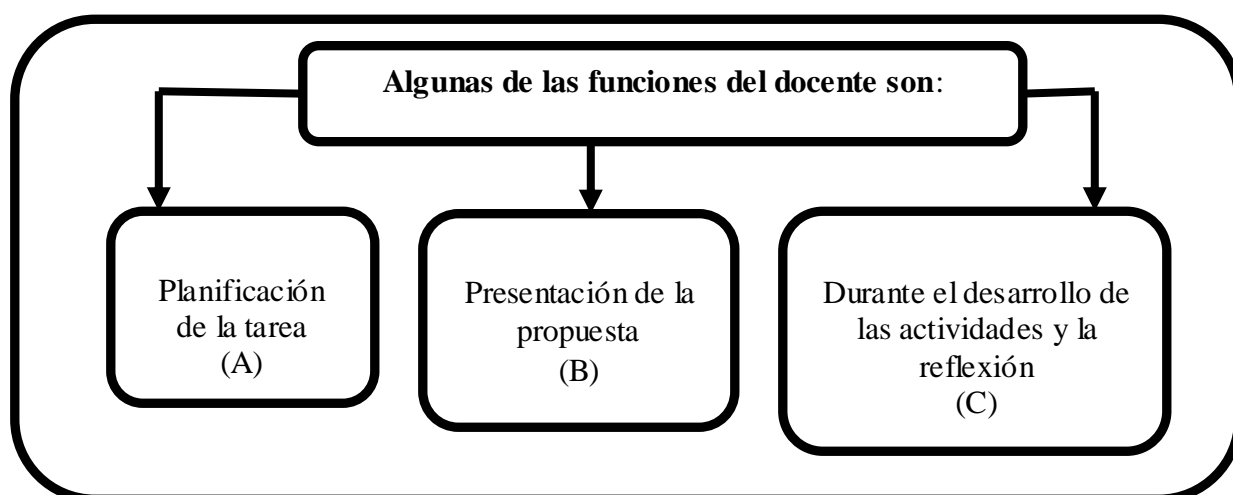 Algunas de las funciones del docente son:
Planificación
de la tarea
(A)
Presentación de la
propuesta
(B)
Durante el desarrollo de
las actividades y la
reflexión
(C)